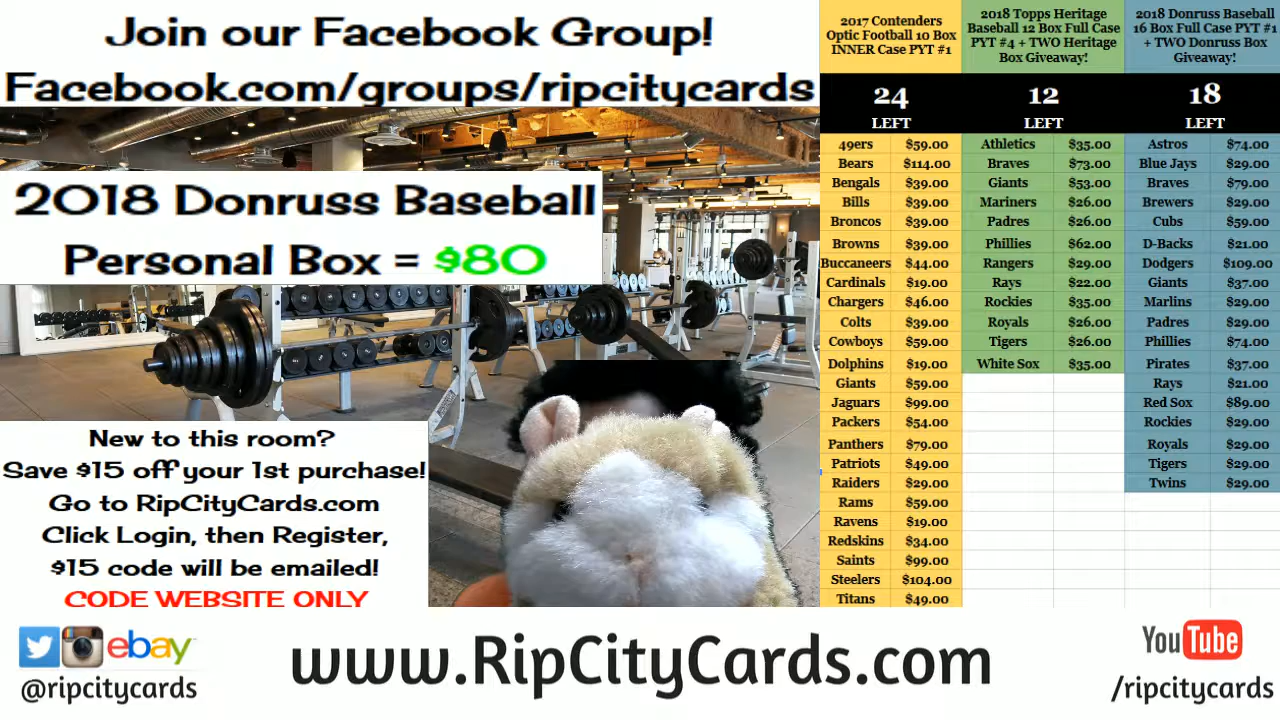 Join our Facebook Group!
Facebook.com/groups/ripcitycards
2018 Donruss Baseball
Personal Box = $80
New to this room?
Save $15 off your 1st purchase!
Go to RipCityCards.com
Click Login, then Register,
$15 code will be emailed!
CODE WEBSITE ONLY
2017 Contenders
Optic Football 10 Box
INNER Case PYT #1
24
LEFT
49ers $59.00
Bears $114.00
Bengals $39.00
Bills $39.00
Broncos $39.00
Browns $39.00
Buccaneers $44.00
Cardinals $19.00
Chargers $46.00
Colts $39.00
Cowboys $59.00
Dolphins $19.00
Giants $59.00
Jaguars $99.00
Packers $54.00
Panthers $79.00
Patriots $49.00
Raiders $29.00
Rams $59.00
Ravens $19.00
Redskins $34.00
Saints $99.00
Steelers $104.00
Titans $49.00
2018 Topps Heritage
Baseball 12 Box Full Case
PYT #4 + TWO Heritage
Box Giveaway!
12
LEFT
Athletics $35.00
Braves $73.00
Giants $53.00
Mariners $26.00
Padres $26.00
Phillies $62.00
Rangers $29.00
Rays $22.00
Rockies $35.00
Royals $26.00
Tigers $26.00
White Sox $35.00
2018 Donruss Baseball
16 Box Full Case PYT #1
+ TWO Donruss Box
Giveaway!
18
LEFT
Astros $74.00
Blue Jays $29.00
Braves $79.00
Brewers $29.00
Cubs $59.00
D-Backs $21.00
Dodgers $109.00
Giants $37.00
Marlins $29.00
Padres $29.00
Phillies $74.00
Pirates $37.00
Rays $21.00
Red Sox $89.00
Rockies $29.00
Royals $29.00
Tigers $29.00
Twins $29.00
ebay
@ripcitycards
www.RipCityCards.com
YouTube
/ripcitycards